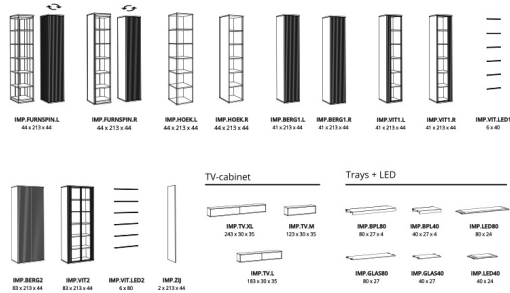 IMP.FURNSPIN.L
44 x 213 x 44
IMP.FURNSPIN.R
44 x 213 x 44
IMP.HOEK.L
44 x 213 x 44
IMP.HOEK.R
44 x 213 x 44
IMP.BERG1.L
41 x 213 x 44
IMP.BERG1.R
41 x 213 x 44
IMP.VIT1.L
41 x 213 x 44
IMP.VIT1.R
41 x 213 x 44
IMP.VIT.LED1
6 x 40
IMP.BERG2
83 x 213 x 44
IMP.VIT2
83 x 213 x 44
IMP.VIT.LED2
6 x 80
IMP.ZIJ
2 x 213 x 44
TV-cabinet
IMP.TV.XL
243 x 30 x 35
IMP.TV.M
123 x 30 x 35
IMP.TV.L
183 x 30 x 35
Trays + LED
IMP.BPL80
80 x 27 x 4
IMP.BPL40
40 x 27 x 4
IMP.LED80
80 x 24
IMP.GLAS80
80 x 27
IMP.GLAS40
40 x 27
IMP.LED40
40 x 24